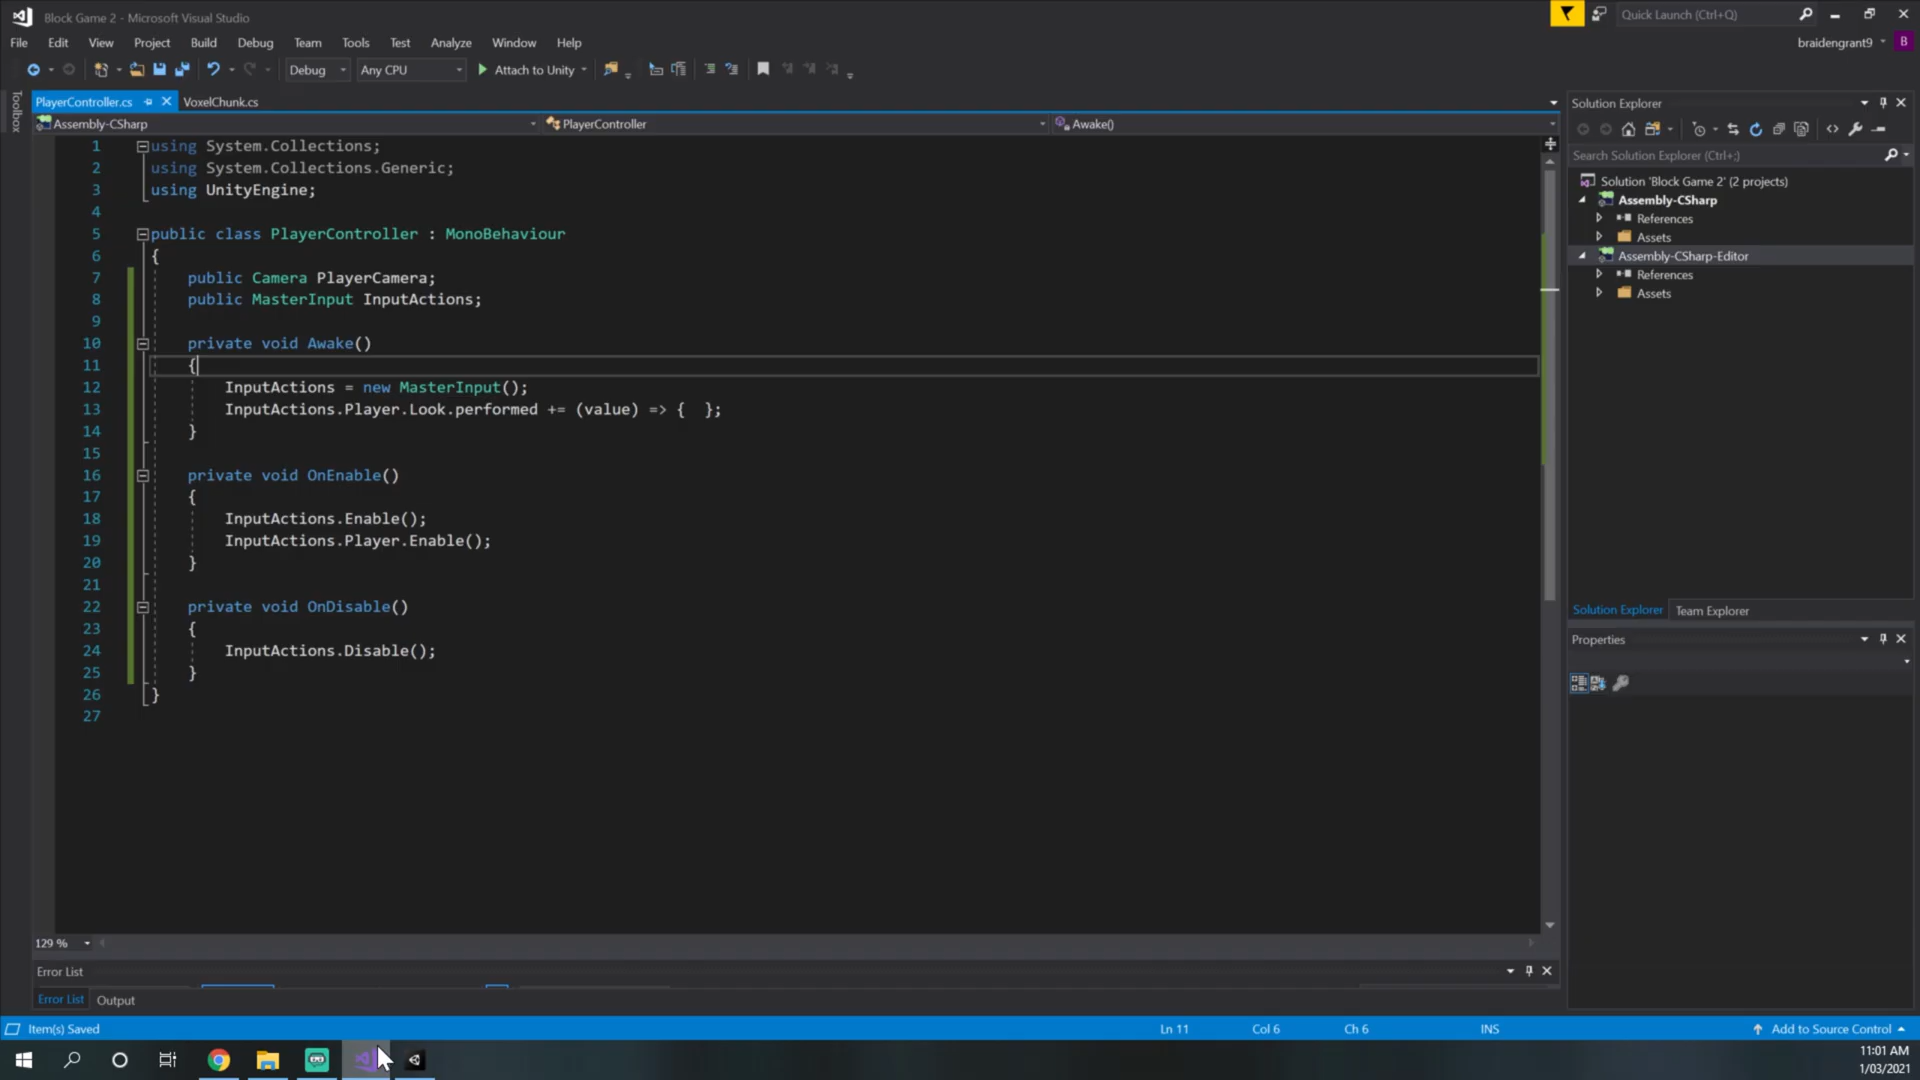 Block Game 2 - Microsoft Visual Studio
Quick Launch (Ctrl+Q)
File Edit View Project Build Debug Team Tools Test Analyze Window Help
braidengrant9 B
Debug Any CPU Attach to Unity
Toolbox
PlayerController.cs VoxelChunk.cs
Assembly-CSharp PlayerController Awake()
1 using System.Collections;
2 using System.Collections.Generic;
3 using UnityEngine;
4
5 public class PlayerController : MonoBehaviour
6 {
7 public Camera PlayerCamera;
8 public MasterInput InputActions;
9
10 private void Awake()
11 {
12 InputActions = new MasterInput();
13 InputActions.Player.Look.performed += (value) => {  };
14 }
15
16 private void OnEnable()
17 {
18 InputActions.Enable();
19 InputActions.Player.Enable();
20 }
21
22 private void OnDisable()
23 {
24 InputActions.Disable();
25 }
26 }
27
129 %
Error List
Error List Output
Solution Explorer
Search Solution Explorer (Ctrl+;)
Solution 'Block Game 2' (2 projects)
Assembly-CSharp
References
Assets
Assembly-CSharp-Editor
References
Assets
Solution Explorer Team Explorer
Properties
Item(s) Saved Ln 11 Col 6 Ch 6 INS Add to Source Control
11:01 AM
1/03/2021